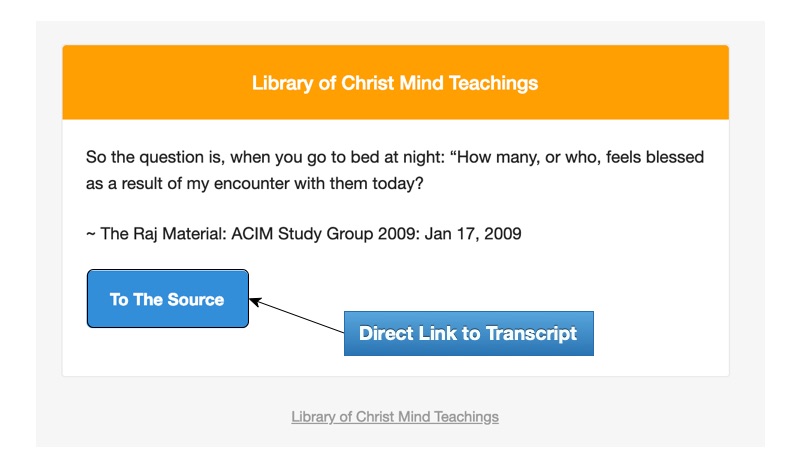 Library of Christ Mind Teachings
So the question is, when you go to bed at night: “How many, or who, feels blessed
as a result of my encounter with them today?
~ The Raj Material: ACIM Study Group 2009: Jan 17, 2009
To The Source
Direct Link to Transcript
Library of Christ Mind Teachings